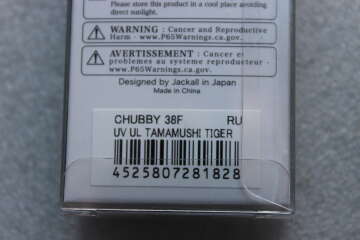 Please store this product in a cool place avoiding
direct sunlight.
WARNING : Cancer and Reproductive
Harm - www.P65Warnings.ca.gov.
AVERTISSEMENT : Cancer et
problemes au systeme reproducteur -
www.P65Warnings.ca.gov.
Designed by Jackall in Japan
Made in China
CHUBBY 38F RU
UV UL TAMAMUSHI TIGER
4525807281828